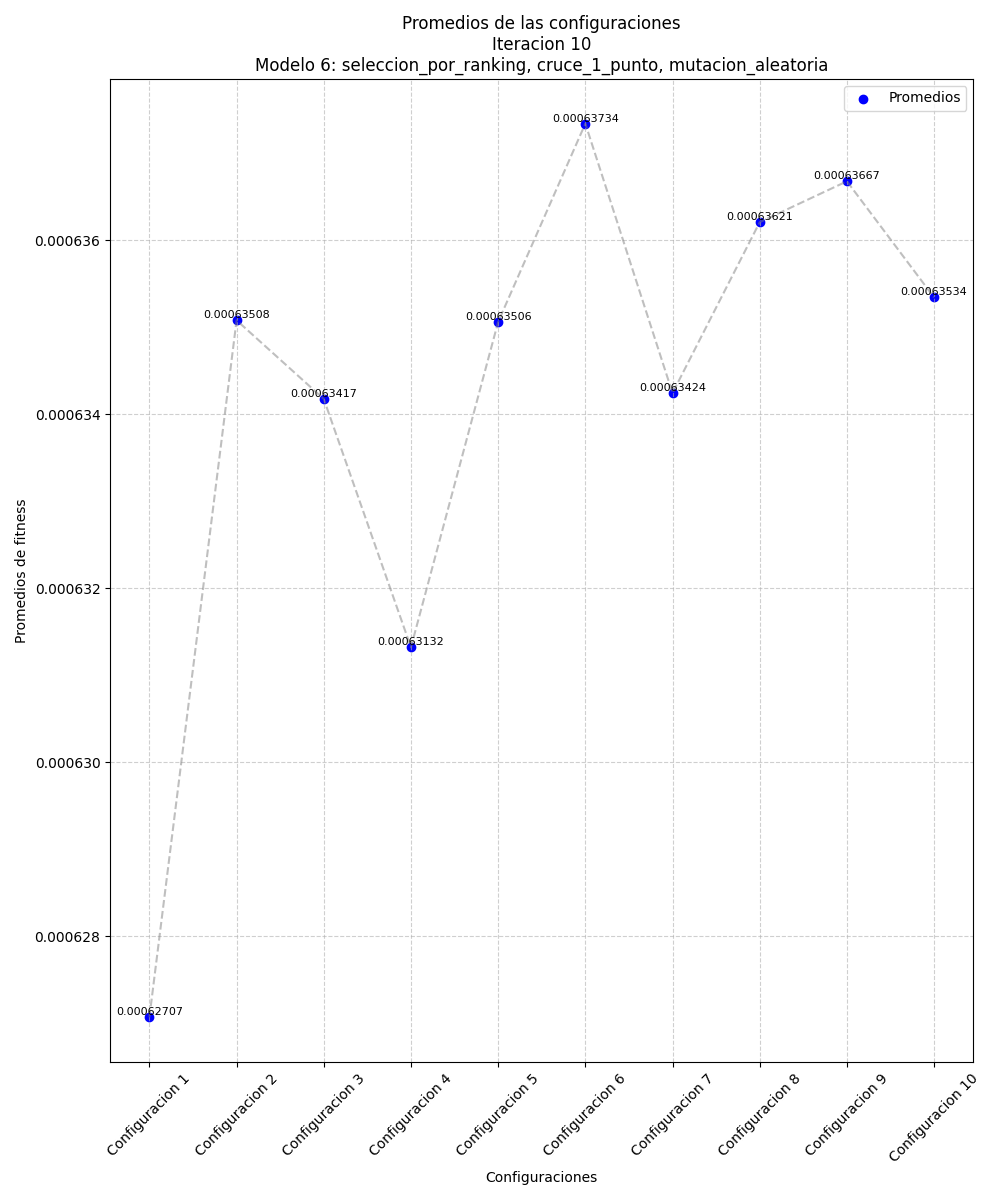 Promedios de las configuraciones
Iteracion 10
Modelo 6: seleccion_por_ranking, cruce_1_punto, mutacion_aleatoria
Promedios
0.00063734
0.00063667
0.00063621
0.00063534
0.00063508
0.00063506
0.00063424
0.00063417
0.00063132
0.00062707
0.000636
0.000634
0.000632
0.000630
0.000628
Promedios de fitness
Configuracion 1
Configuracion 2
Configuracion 3
Configuracion 4
Configuracion 5
Configuracion 6
Configuracion 7
Configuracion 8
Configuracion 9
Configuracion 10
Configuraciones